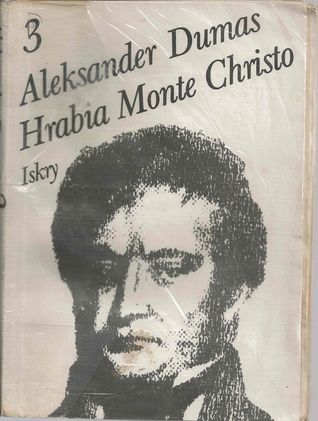 3
Aleksander Dumas
Hrabia Monte Christo
Iskry